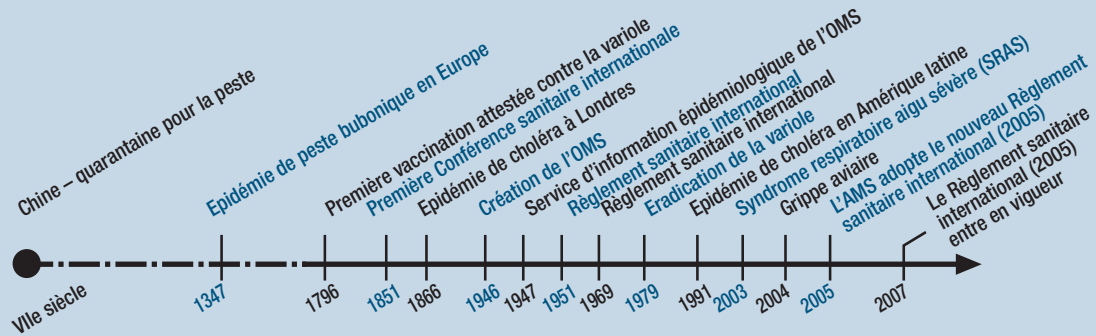 Chine – quarantaine pour la peste
Epidémie de peste bubonique en Europe
Première vaccination attestée contre la variole
Première Conférence sanitaire internationale
Epidémie de choléra à Londres
Création de l'OMS
Service d'information épidémiologique de l'OMS
Règlement sanitaire international
Règlement sanitaire international
Eradication de la variole
Epidémie de choléra en Amérique latine
Syndrome respiratoire aigu sévère (SRAS)
Grippe aviaire
L'AMS adopte le nouveau Règlement
sanitaire international (2005)
Le Règlement sanitaire
international (2005)
entre en vigueur
VIIe siècle
1347
1796
1851
1866
1946
1947
1951
1969
1979
1991
2003
2004
2005
2007